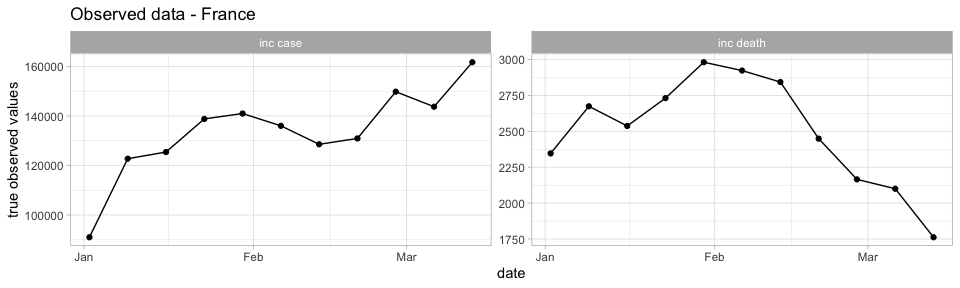 Observed data - France
inc case
inc death
true observed values
160000
140000
120000
100000
3000
2750
2500
2250
2000
1750
Jan
Feb
Mar
Jan
Feb
Mar
date